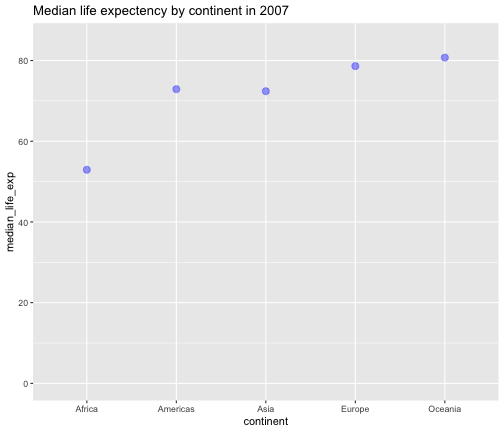 Median life expectency by continent in 2007
median_life_exp
80
60
40
20
0
Africa Americas Asia Europe Oceania
continent